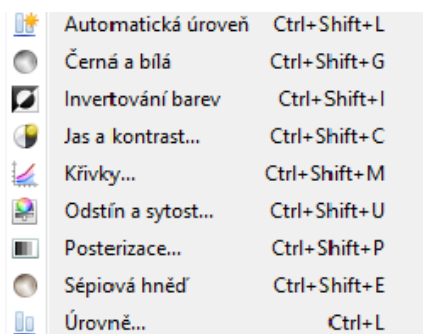 Automatická úroveň Ctrl+Shift+L
Černá a bílá Ctrl+Shift+G
Invertování barev Ctrl+Shift+I
Jas a kontrast... Ctrl+Shift+C
Křivky... Ctrl+Shift+M
Odstín a sytost... Ctrl+Shift+U
Posterizace... Ctrl+Shift+P
Sépiová hněď Ctrl+Shift+E
Úrovně... Ctrl+L